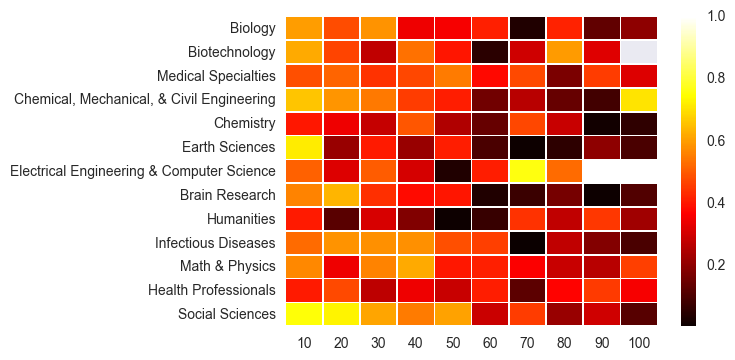 Biology
Biotechnology
Medical Specialties
Chemical, Mechanical, & Civil Engineering
Chemistry
Earth Sciences
Electrical Engineering & Computer Science
Brain Research
Humanities
Infectious Diseases
Math & Physics
Health Professionals
Social Sciences
10 20 30 40 50 60 70 80 90 100
1.0
0.8
0.6
0.4
0.2